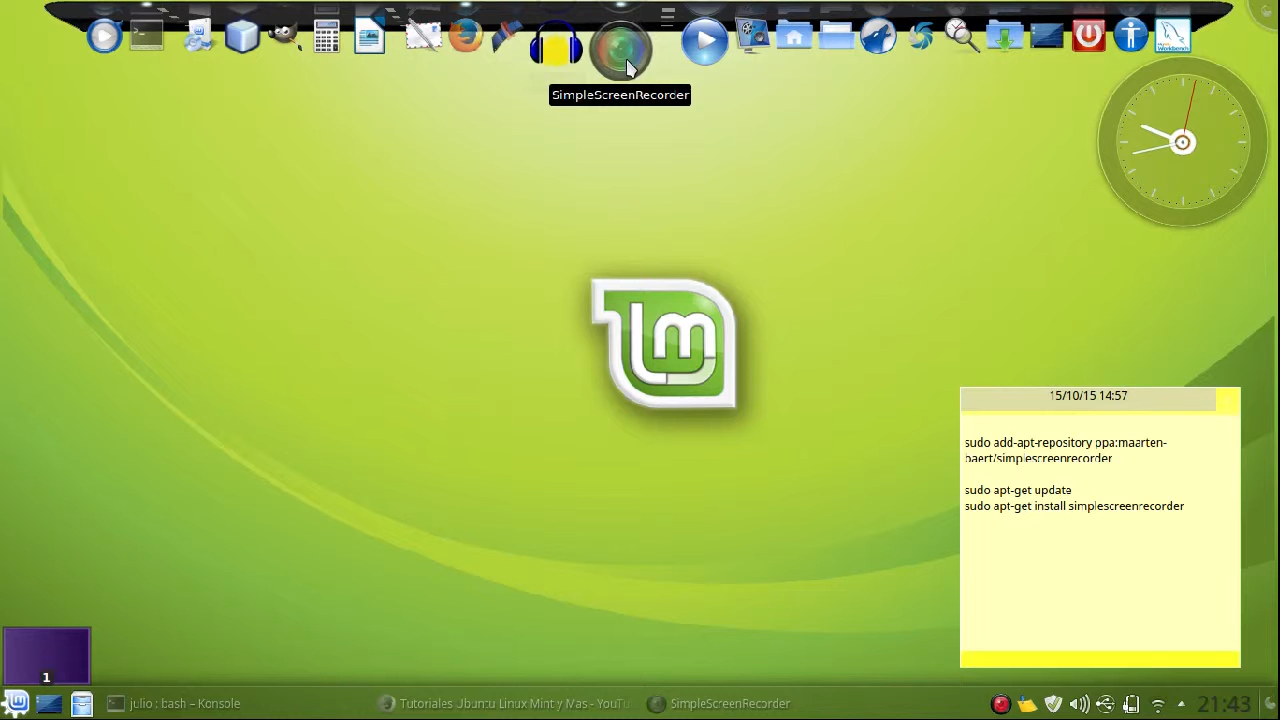 SimpleScreenRecorder
lm
15/10/15 14:57
sudo add-apt-repository ppa:maarten-
baert/simplescreenrecorder
sudo apt-get update
sudo apt-get install simplescreenrecorder
1
julio : bash – Konsole
Tutoriales Ubuntu Linux Mint y Mas - YouTu
SimpleScreenRecorder
21:43